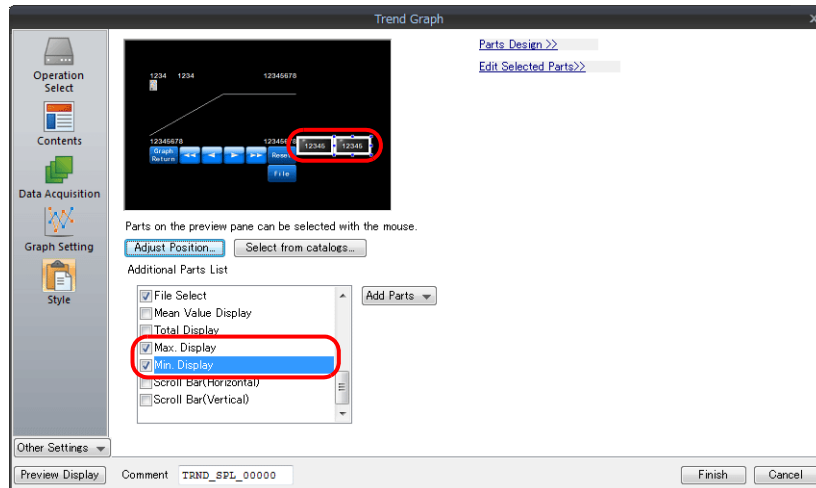 Trend Graph
Operation
Select
Contents
Data Acquisition
Graph Setting
Style
Other Settings
Preview Display
1234 1234 12345678
12345678
Graph
Return
Reset
12345 12345
File
Parts on the preview pane can be selected with the mouse.
Adjust Position...
Select from catalogs...
Additional Parts List
File Select
Mean Value Display
Total Display
Max. Display
Min. Display
Scroll Bar(Horizontal)
Scroll Bar(Vertical)
Add Parts
Parts Design >>
Edit Selected Parts>>
Comment TRND_SPL_00000
Finish
Cancel